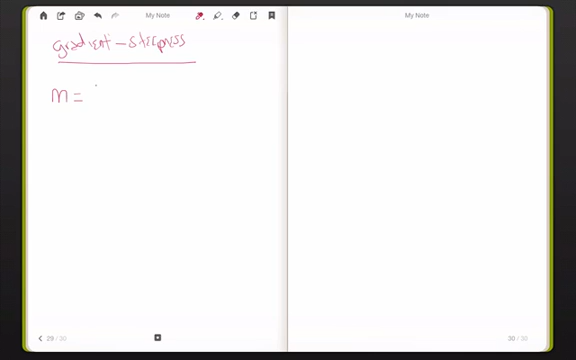 My Note
My Note
gradient – steepness
m =
29 / 30
30 / 30